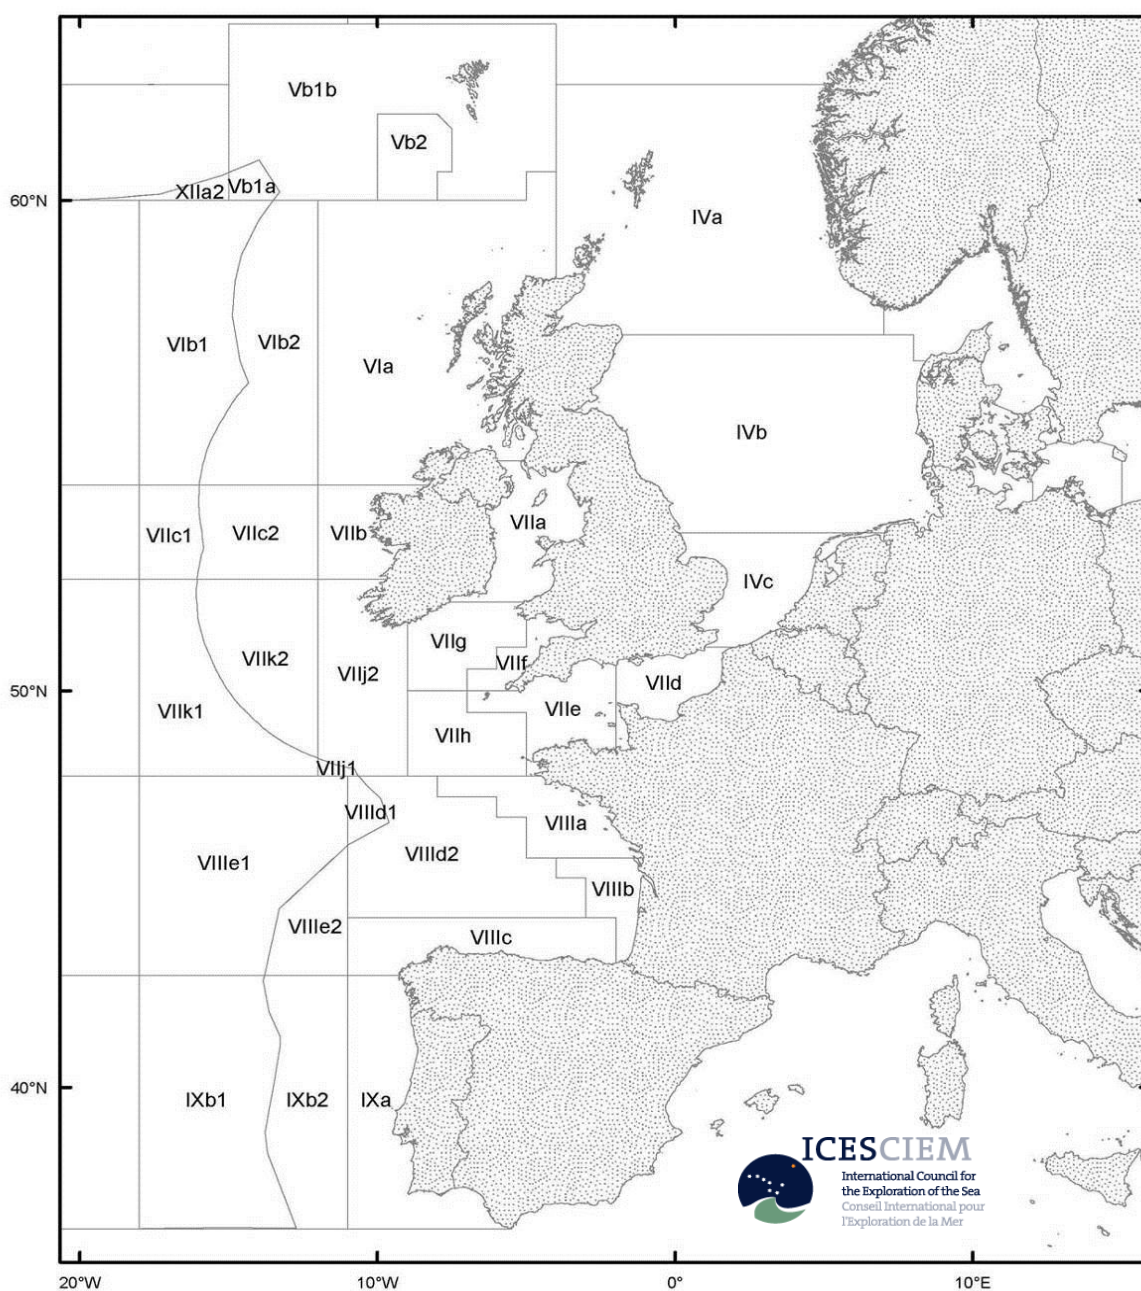 Vb1b
Vb2
XIIa2
Vb1a
60°N
IVa
VIb1
VIb2
VIa
IVb
VIIc1
VIIc2
VIIb
VIIa
IVc
VIIg
VIIk2
VIIj2
VIIf
VIId
50°N
VIIk1
VIIe
VIIh
VIIj1
VIIId1
VIIIa
VIIIe1
VIIId2
VIIIb
VIIIe2
VIIIc
40°N
IXb1
IXb2
IXa
ICESCIEM
International Council for
the Exploration of the Sea
Conseil International pour
l'Exploration de la Mer
20°W
10°W
0°
10°E